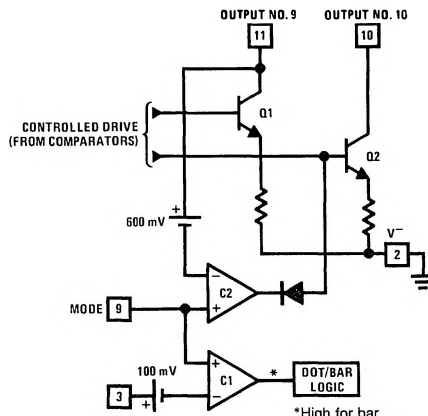 OUTPUT NO. 9 OUTPUT NO. 10
11 10
Q1
CONTROLLED DRIVE
(FROM COMPARATORS)
Q2
+
600 mV
V−
2
−
C2
+
MODE 9
100 mV
+
C1
*
DOT/BAR
LOGIC
3
+
−
*High for bar